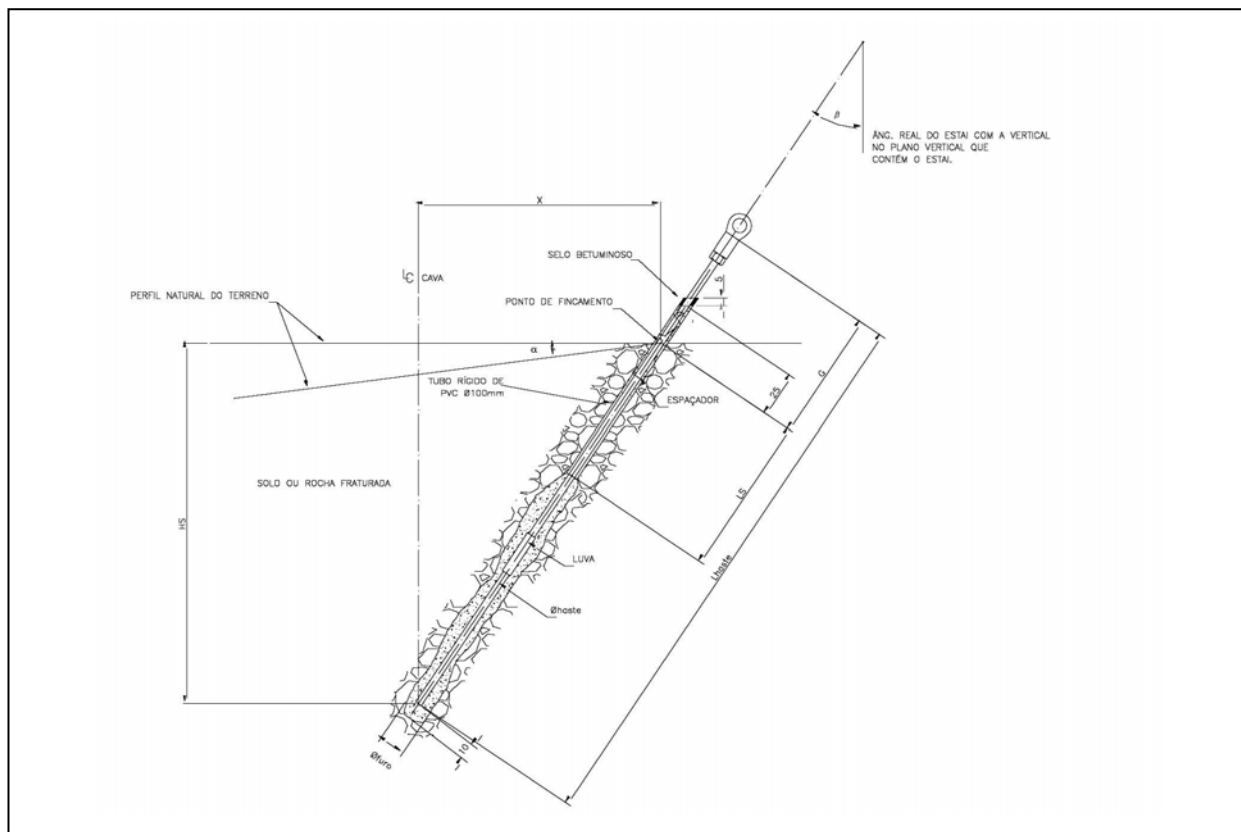 β
ÂNG. REAL DO ESTAI COM A VERTICAL
NO PLANO VERTICAL QUE
CONTÉM O ESTAI.
X
SELO BETUMINOSO
℄ CAVA
5
PERFIL NATURAL DO TERRENO
PONTO DE FINCAMENTO
α
TUBO RÍGIDO DE
PVC Ø100mm
ESPAÇADOR
25
G
SOLO OU ROCHA FRATURADA
HS
LS
Lhaste
LUVA
Øhaste
10
Øfuro